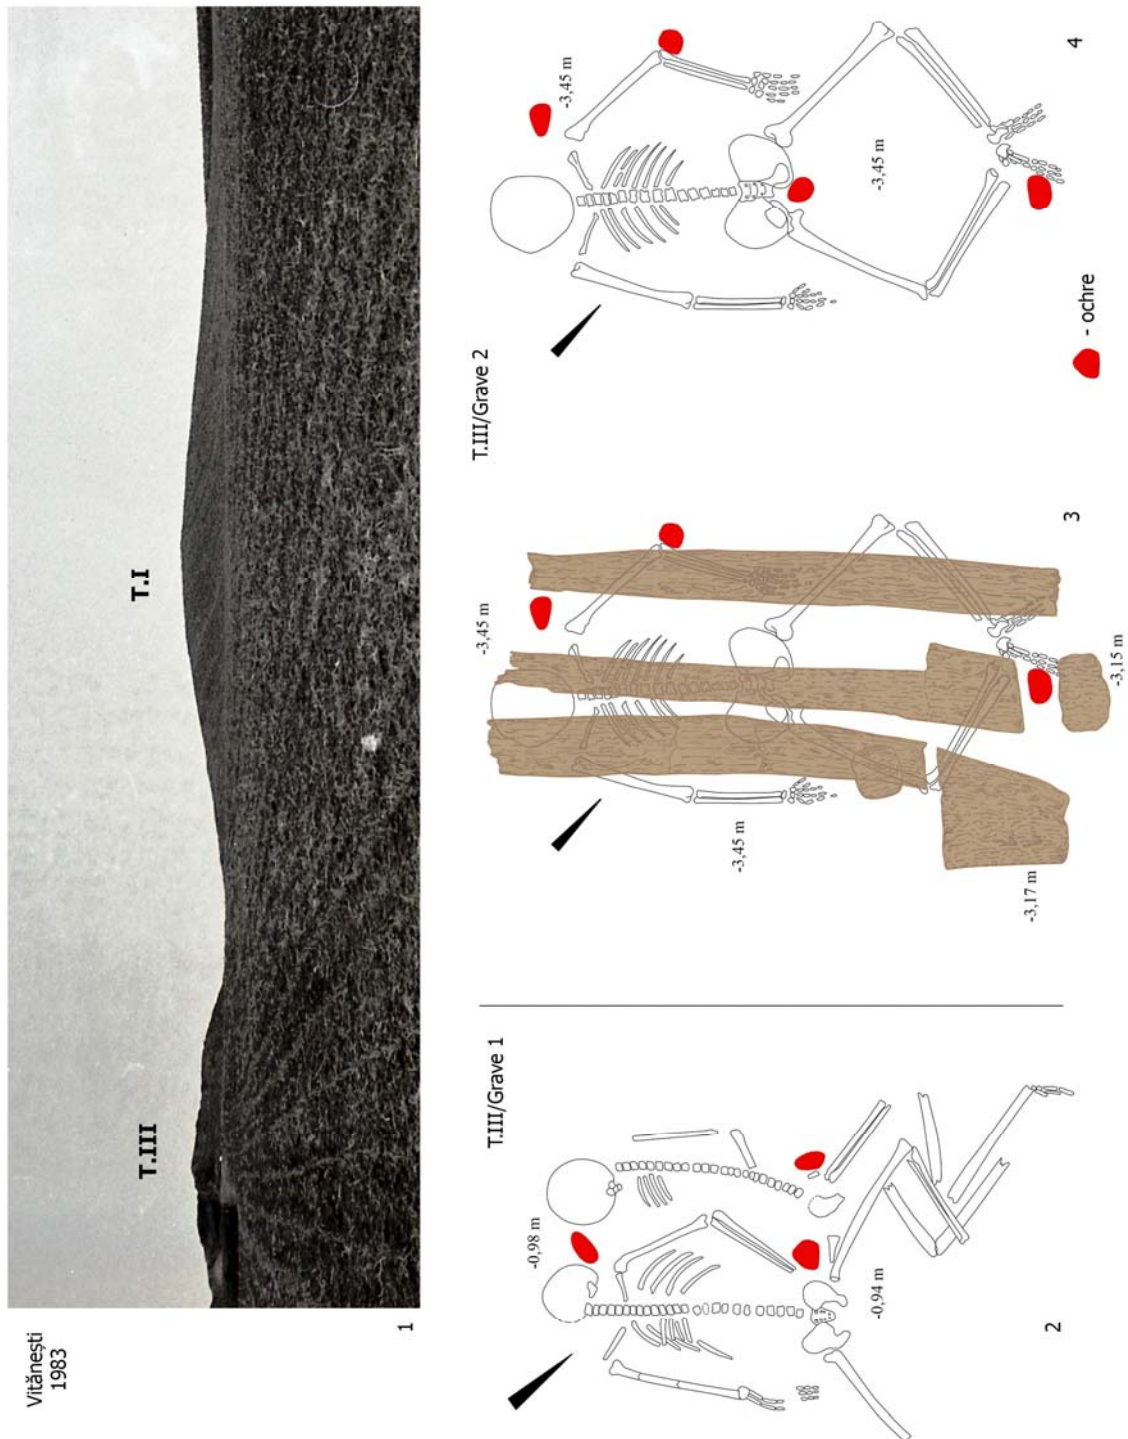 Vităneşti
1983
T.III
T.I
1
T.III/Grave 1
-0,98 m
-0,94 m
2
-3,45 m
-3,45 m
-3,17 m
-3,15 m
3
T.III/Grave 2
-3,45 m
-3,45 m
4
- ochre